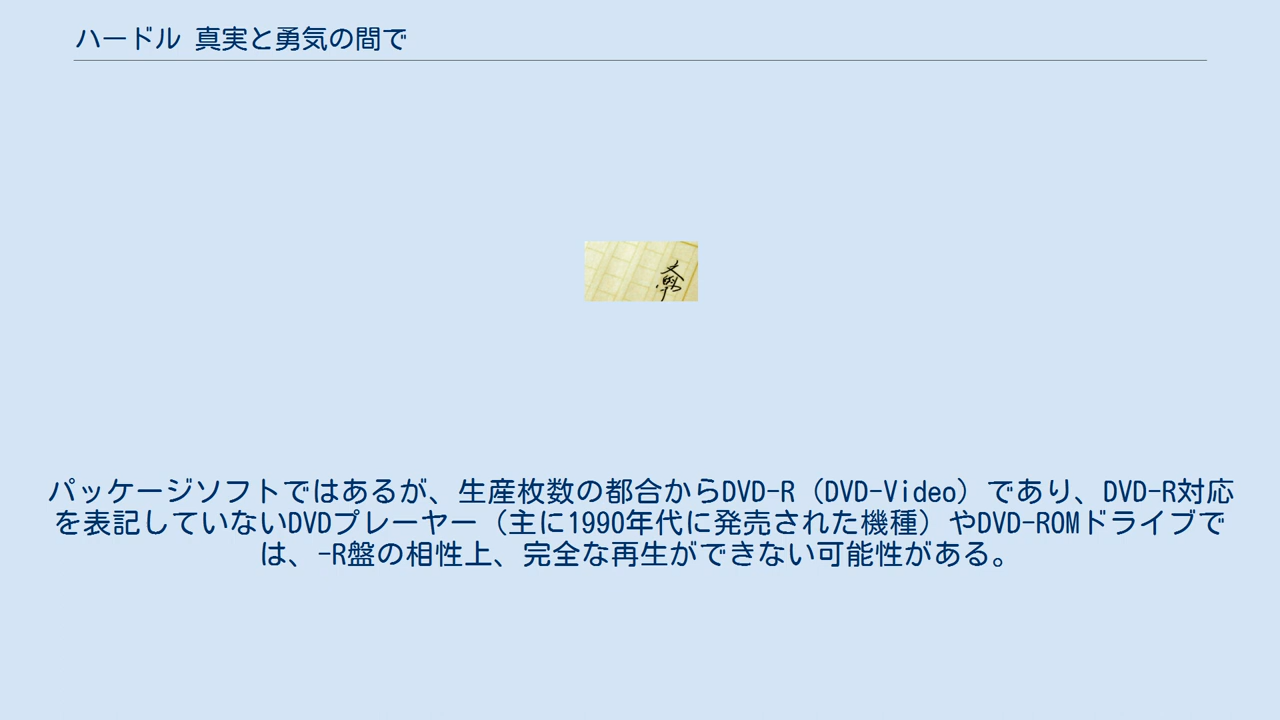 ハードル 真実と勇気の間で
パッケージソフトではあるが、生産枚数の都合からDVD-R（DVD-Video）であり、DVD-R対応
を表記していないDVDプレーヤー（主に1990年代に発売された機種）やDVD-ROMドライブで
は、-R盤の相性上、完全な再生ができない可能性がある。